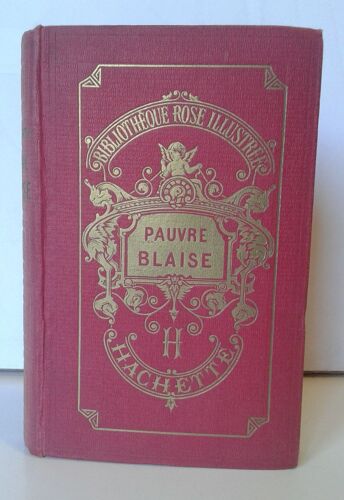 BIBLIOTHÈQUE ROSE ILLUSTRÉE
PAUVRE
BLAISE
H
HACHETTE